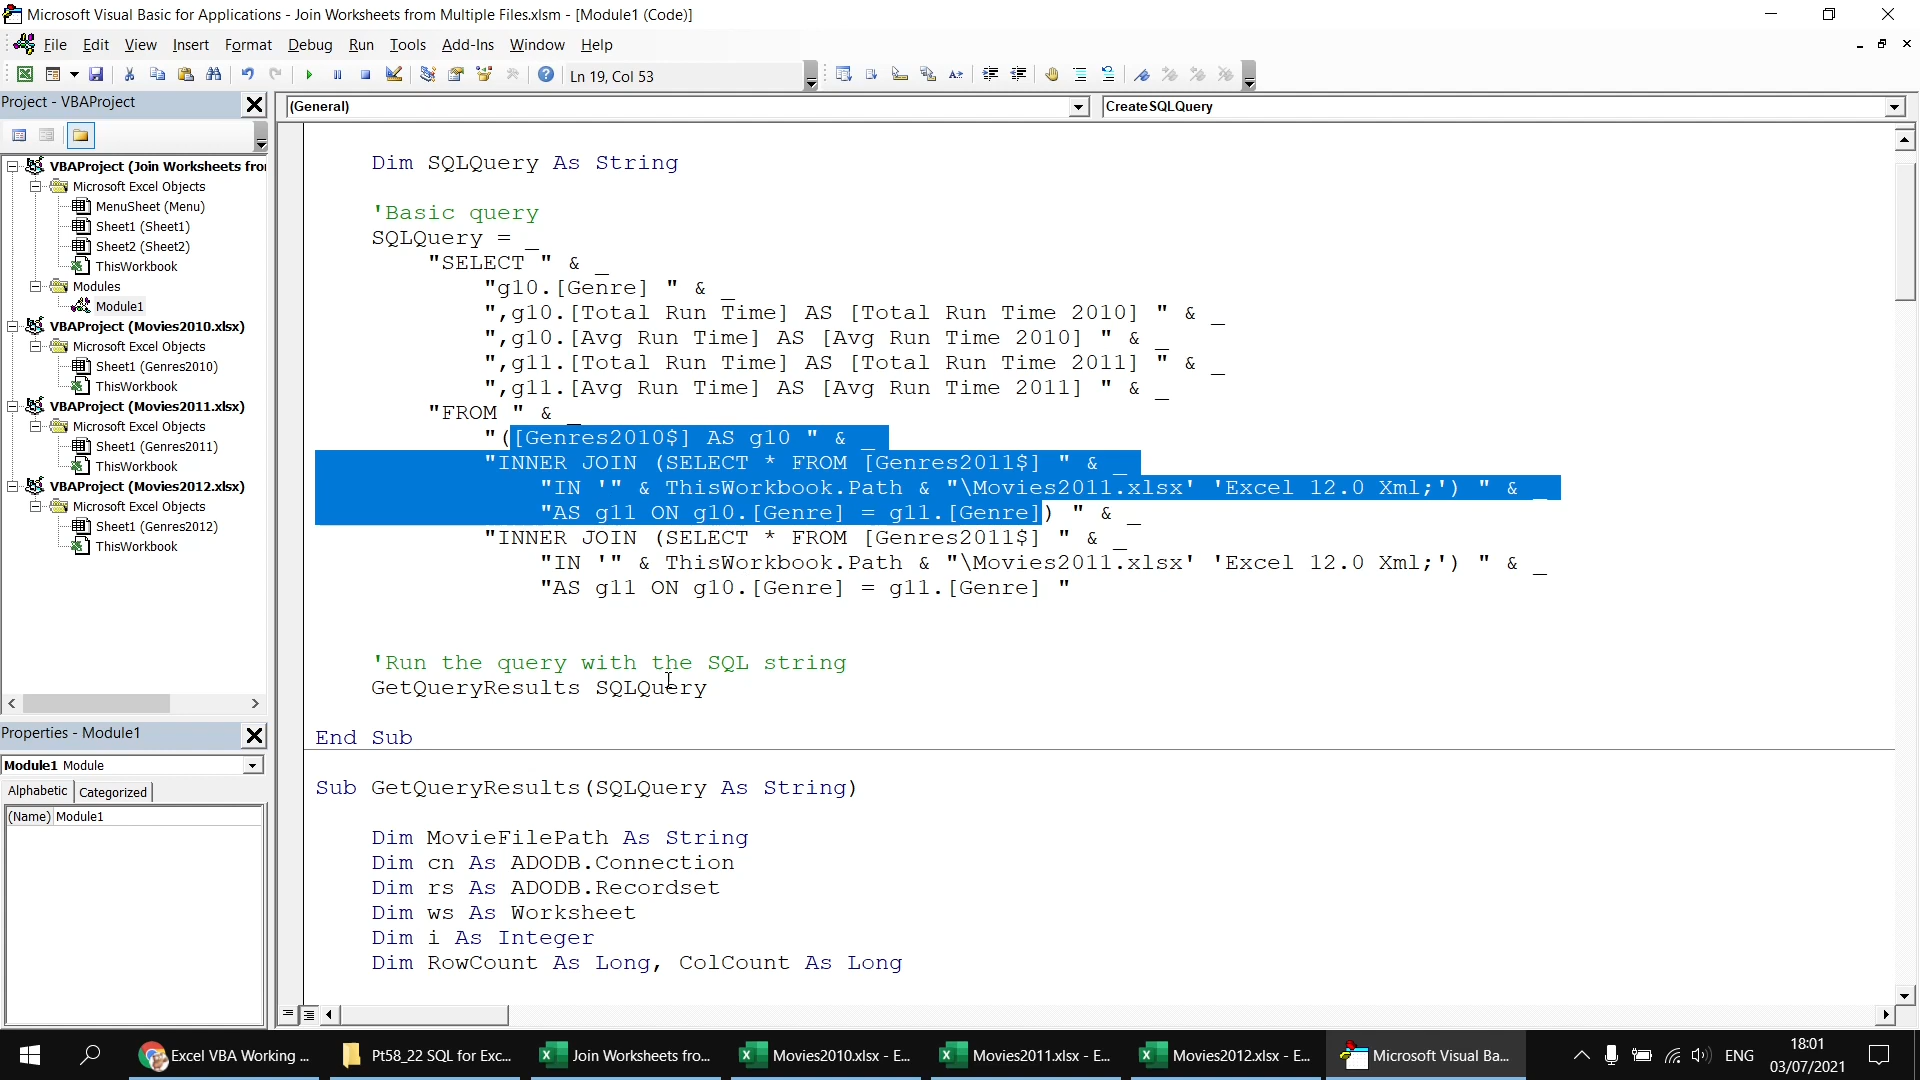 Microsoft Visual Basic for Applications - Join Worksheets from Multiple Files.xlsm - [Module1 (Code)]
File Edit View Insert Format Debug Run Tools Add-Ins Window Help
Ln 19, Col 53
Project - VBAProject
(General)
CreateSQLQuery
VBAProject (Join Worksheets fro
Microsoft Excel Objects
MenuSheet (Menu)
Sheet1 (Sheet1)
Sheet2 (Sheet2)
ThisWorkbook
Modules
Module1
VBAProject (Movies2010.xlsx)
Microsoft Excel Objects
Sheet1 (Genres2010)
ThisWorkbook
VBAProject (Movies2011.xlsx)
Microsoft Excel Objects
Sheet1 (Genres2011)
ThisWorkbook
VBAProject (Movies2012.xlsx)
Microsoft Excel Objects
Sheet1 (Genres2012)
ThisWorkbook
Properties - Module1
Module1 Module
Alphabetic Categorized
(Name) Module1
Dim SQLQuery As String
'Basic query
SQLQuery = _
"SELECT " & _
"g10.[Genre] " & _
",g10.[Total Run Time] AS [Total Run Time 2010] " & _
",g10.[Avg Run Time] AS [Avg Run Time 2010] " & _
",g11.[Total Run Time] AS [Total Run Time 2011] " & _
",g11.[Avg Run Time] AS [Avg Run Time 2011] " & _
"FROM " & _
"([Genres2010$] AS g10 " & _
"INNER JOIN (SELECT * FROM [Genres2011$] " & _
"IN '" & ThisWorkbook.Path & "\Movies2011.xlsx' 'Excel 12.0 Xml;') " & _
"AS g11 ON g10.[Genre] = g11.[Genre]) " & _
"INNER JOIN (SELECT * FROM [Genres2011$] " & _
"IN '" & ThisWorkbook.Path & "\Movies2011.xlsx' 'Excel 12.0 Xml;') " & _
"AS g11 ON g10.[Genre] = g11.[Genre] "
'Run the query with the SQL string
GetQueryResults SQLQuery
End Sub
Sub GetQueryResults(SQLQuery As String)
Dim MovieFilePath As String
Dim cn As ADODB.Connection
Dim rs As ADODB.Recordset
Dim ws As Worksheet
Dim i As Integer
Dim RowCount As Long, ColCount As Long
Excel VBA Working ...
Pt58_22 SQL for Exc...
Join Worksheets fro...
Movies2010.xlsx - E...
Movies2011.xlsx - E...
Movies2012.xlsx - E...
Microsoft Visual Ba...
ENG
18:01
03/07/2021